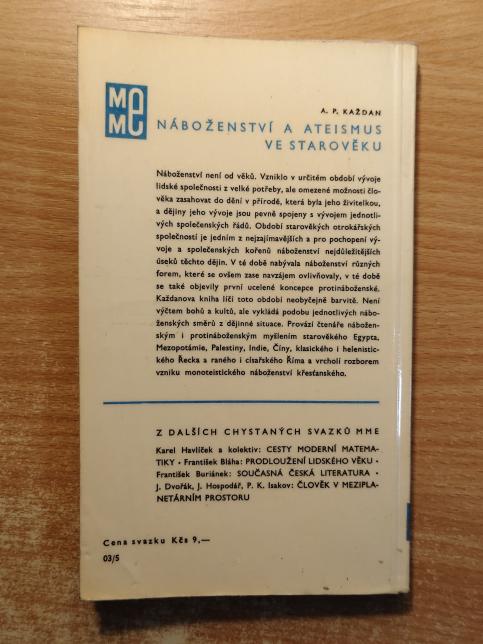 MeMe
A. P. KAŽDAN
NÁBOŽENSTVÍ A ATEISMUS
VE STAROVĚKU
Náboženství není od věků. Vzniklo v určitém období vývoje
lidské společnosti z velké potřeby, ale omezené možnosti člo-
věka zasahovat do dění v přírodě, která byla jeho živitelkou,
a dějiny jeho vývoje jsou pevně spojeny s vývojem jednotli-
vých společenských řádů. Období starověkých otrokářských
společností je jedním z nejzajímavějších a pro pochopení vý-
voje a společenských kořenů náboženství nejdůležitějších
úseků těchto dějin. V té době nabývala náboženství různých
forem, které se ovšem zase navzájem ovlivňovaly, v té době
se také objevily první ucelené koncepce protináboženské.
Každanova kniha líčí toto období neobyčejně barvitě. Není
výčtem bohů a kultů, ale vykládá podobu jednotlivých nábo-
ženských směrů z dějinné situace. Provází čtenáře nábožen-
ským i protináboženským myšlením starověkého Egypta,
Mezopotámie, Palestiny, Indie, Číny, klasického i helenistic-
kého Řecka a raného i císařského Říma a vrcholí rozborem
vzniku monoteistického náboženství křesťanského.
Z DALŠÍCH CHYSTANÝCH SVAZKŮ MME
Karel Havlíček a kolektiv: CESTY MODERNÍ MATEMA-
TIKY • František Bláha: PRODLOUŽENÍ LIDSKÉHO VĚKU •
František Buriánek: SOUČASNÁ ČESKÁ LITERATURA •
J. Dvořák, J. Hospodář, P. K. Isakov: ČLOVĚK V MEZIPLA-
NETÁRNÍM PROSTORU
Cena svazku Kčs 9,—
03/5